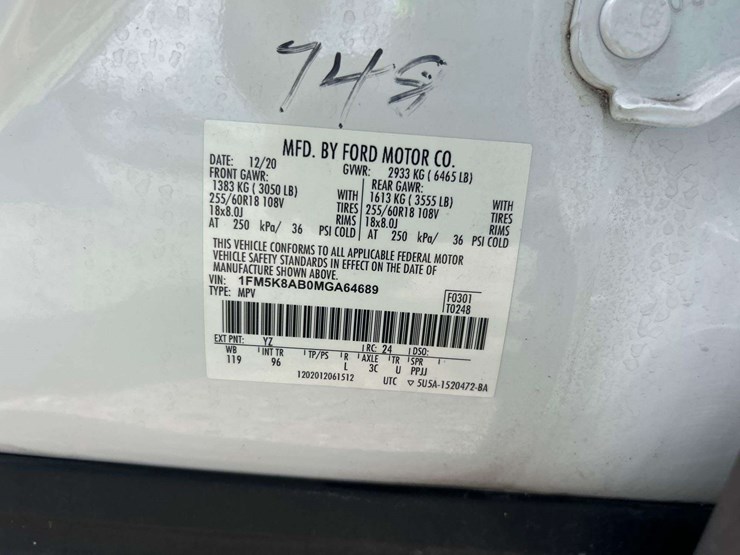 748
MFD. BY FORD MOTOR CO.
DATE: 12/20 GVWR: 2933 KG ( 6465 LB)
FRONT GAWR: REAR GAWR:
1383 KG ( 3050 LB) WITH 1613 KG ( 3555 LB) WITH
255/60R18 108V TIRES 255/60R18 108V TIRES
18x8.0J RIMS 18x8.0J RIMS
AT 250 kPa/ 36 PSI COLD AT 250 kPa/ 36 PSI COLD
THIS VEHICLE CONFORMS TO ALL APPLICABLE FEDERAL MOTOR
VEHICLE SAFETY STANDARDS IN EFFECT ON THE DATE OF
MANUFACTURE SHOWN ABOVE.
VIN: 1FM5K8AB0MGA64689
TYPE: MPV
F0301
T0248
EXT PNT: YZ RC: 24 DSO:
WB INT TR TP/PS R AXLE TR SPR
119 96 L 3C U PPJJ
1202012061512 UTC ▽ 5U5A-1520472-BA